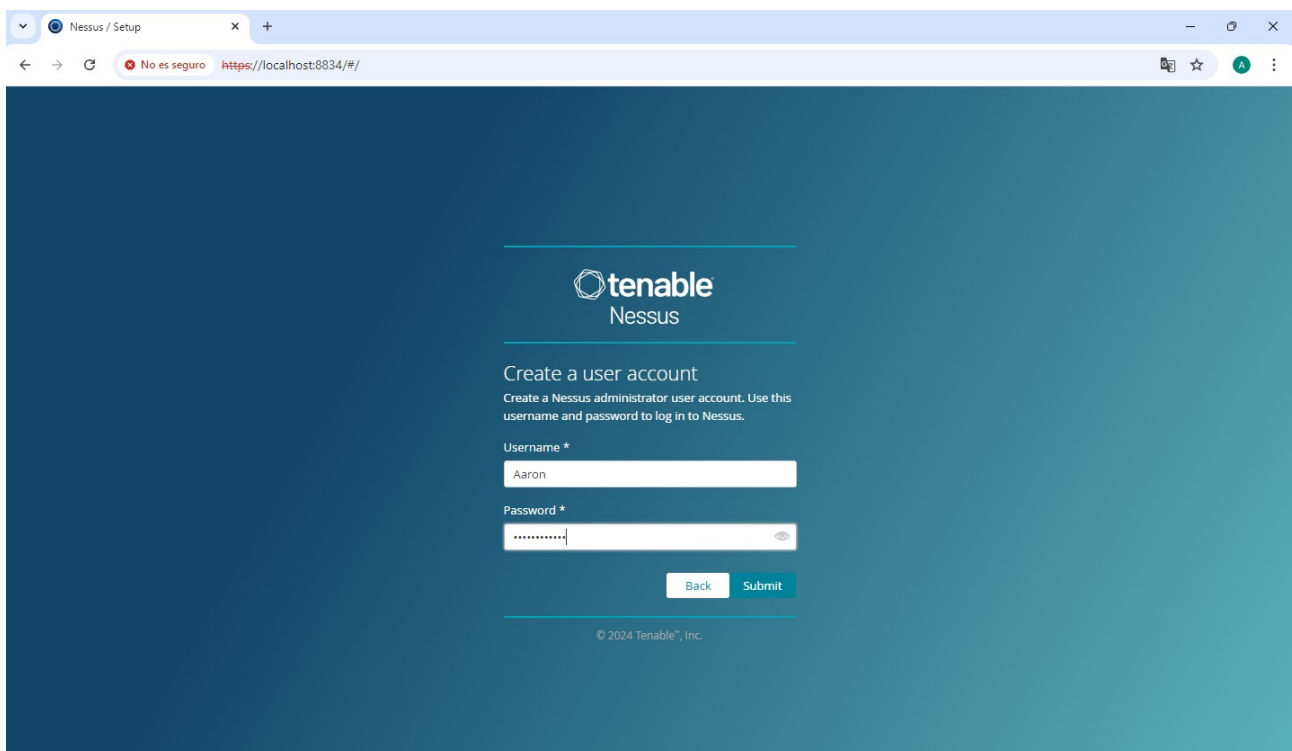 Nessus / Setup
No es seguro https://localhost:8834/#/
A
tenable
Nessus
Create a user account
Create a Nessus administrator user account. Use this
username and password to log in to Nessus.
Username *
Aaron
Password *
••••••••••••
Back Submit
© 2024 Tenable™, Inc.